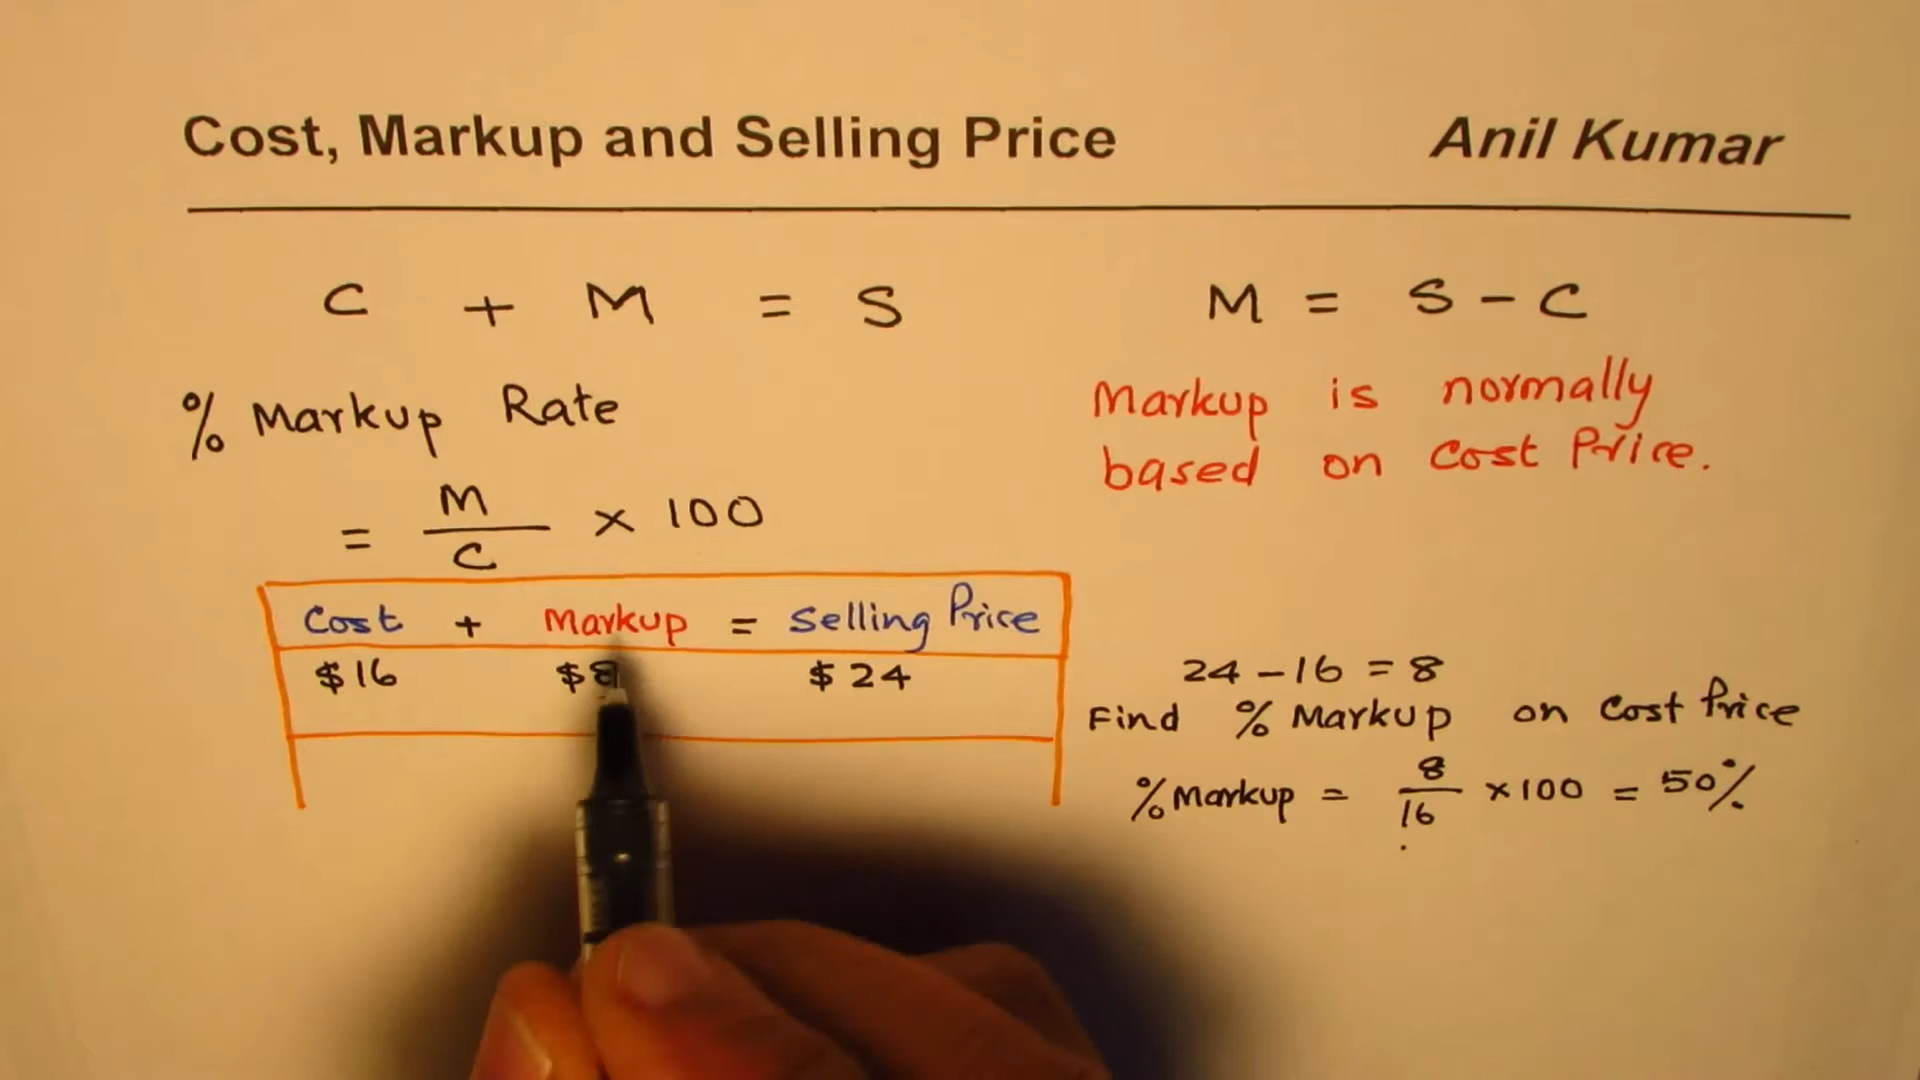 Cost, Markup and Selling Price
Anil Kumar
C + M = S
M = S - C
% Markup Rate
= M/C × 100
Markup is normally
based on Cost Price.
Cost + Markup = Selling Price
$16 $8 $24
24 - 16 = 8
Find % Markup on Cost Price
% Markup = 8/16 × 100 = 50%